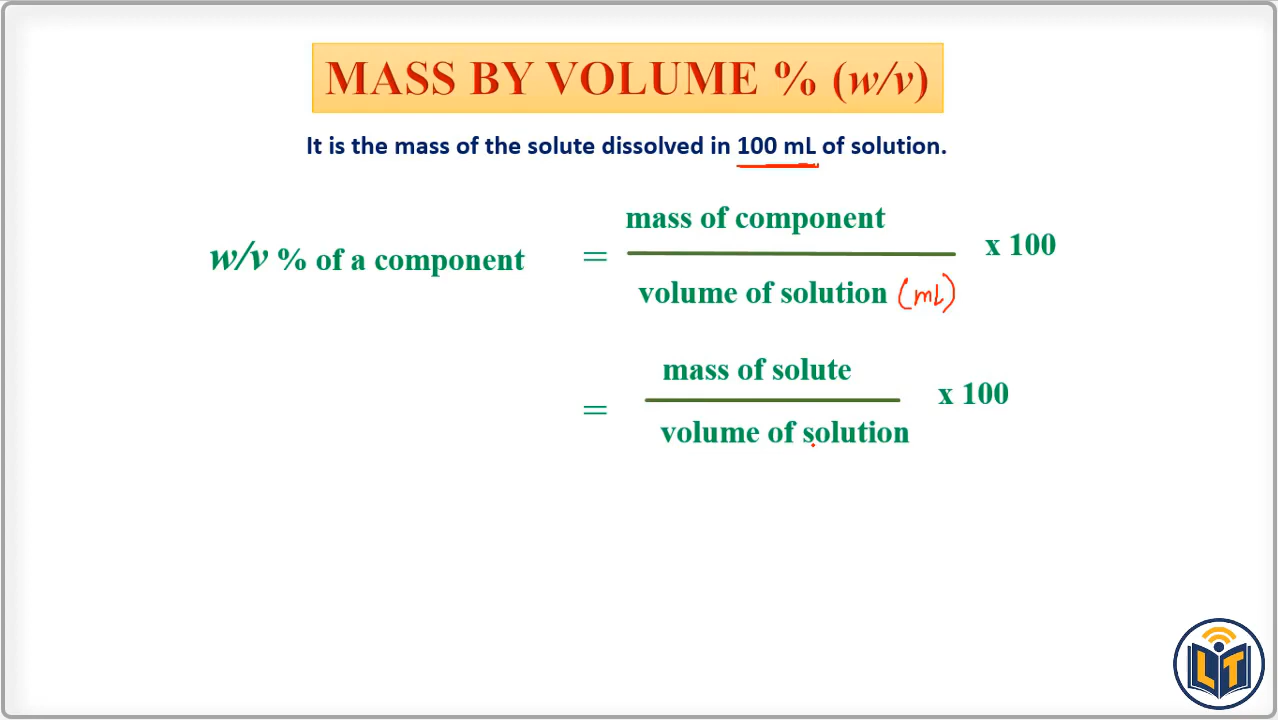 MASS BY VOLUME % (w/v)
It is the mass of the solute dissolved in 100 mL of solution.
mass of component
w/v % of a component = x 100
volume of solution (mL)
mass of solute
= x 100
volume of solution
LT